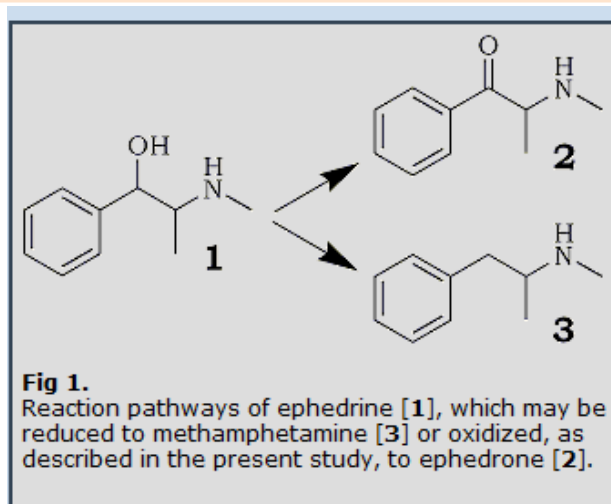 O
H
N
2
OH
H
N
1
H
N
3
Fig 1.
Reaction pathways of ephedrine [1], which may be
reduced to methamphetamine [3] or oxidized, as
described in the present study, to ephedrone [2].